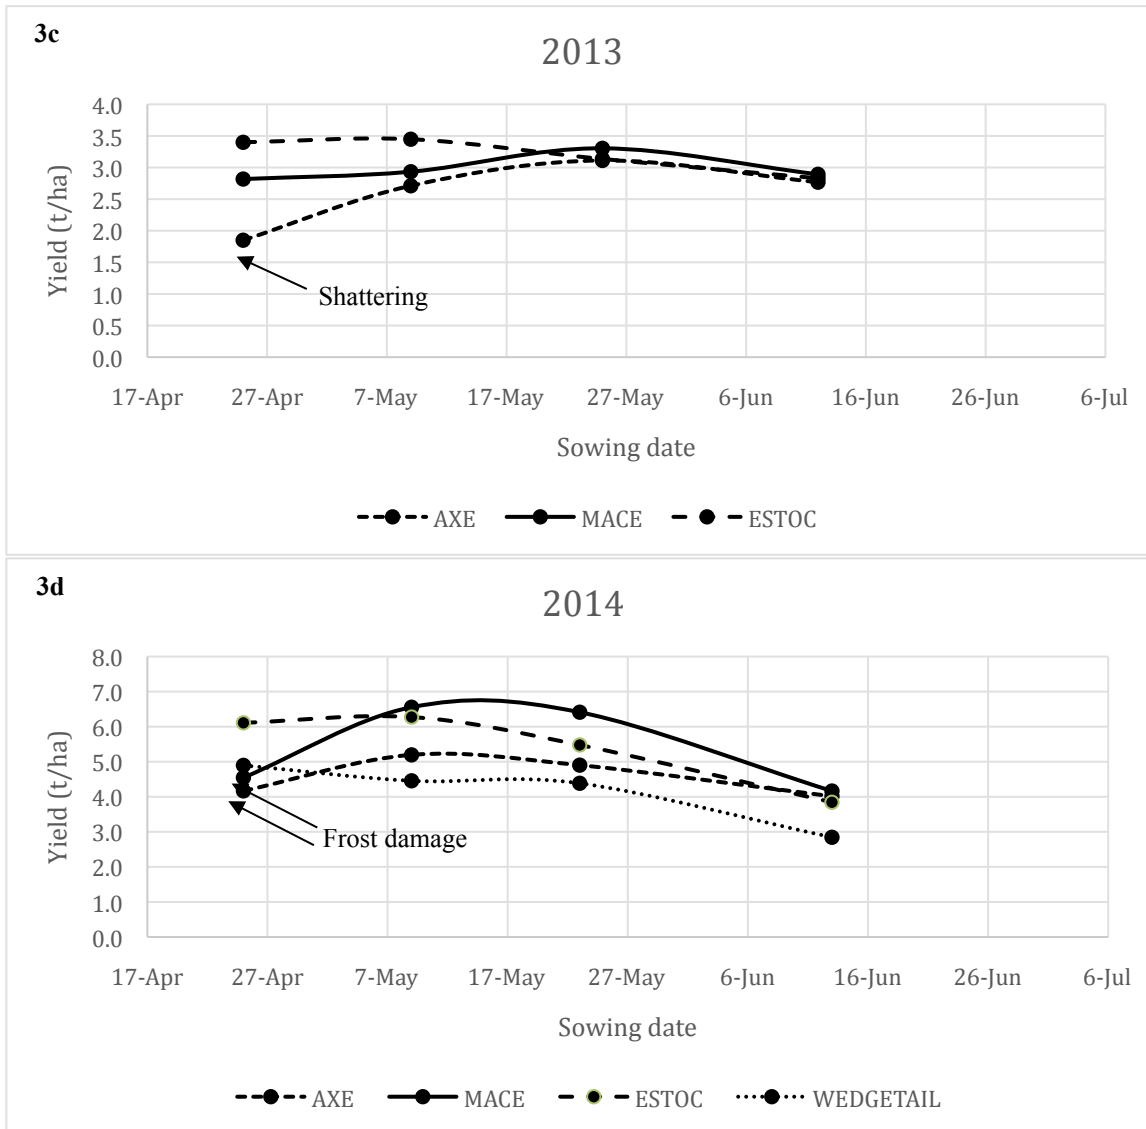 3c
2013
4.0
3.5
3.0
2.5
2.0
1.5
1.0
0.5
0.0
Yield (t/ha)
Shattering
17-Apr 27-Apr 7-May 17-May 27-May 6-Jun 16-Jun 26-Jun 6-Jul
Sowing date
AXE MACE ESTOC
3d
2014
8.0
7.0
6.0
5.0
4.0
3.0
2.0
1.0
0.0
Yield (t/ha)
Frost damage
17-Apr 27-Apr 7-May 17-May 27-May 6-Jun 16-Jun 26-Jun 6-Jul
Sowing date
AXE MACE ESTOC WEDGETAIL